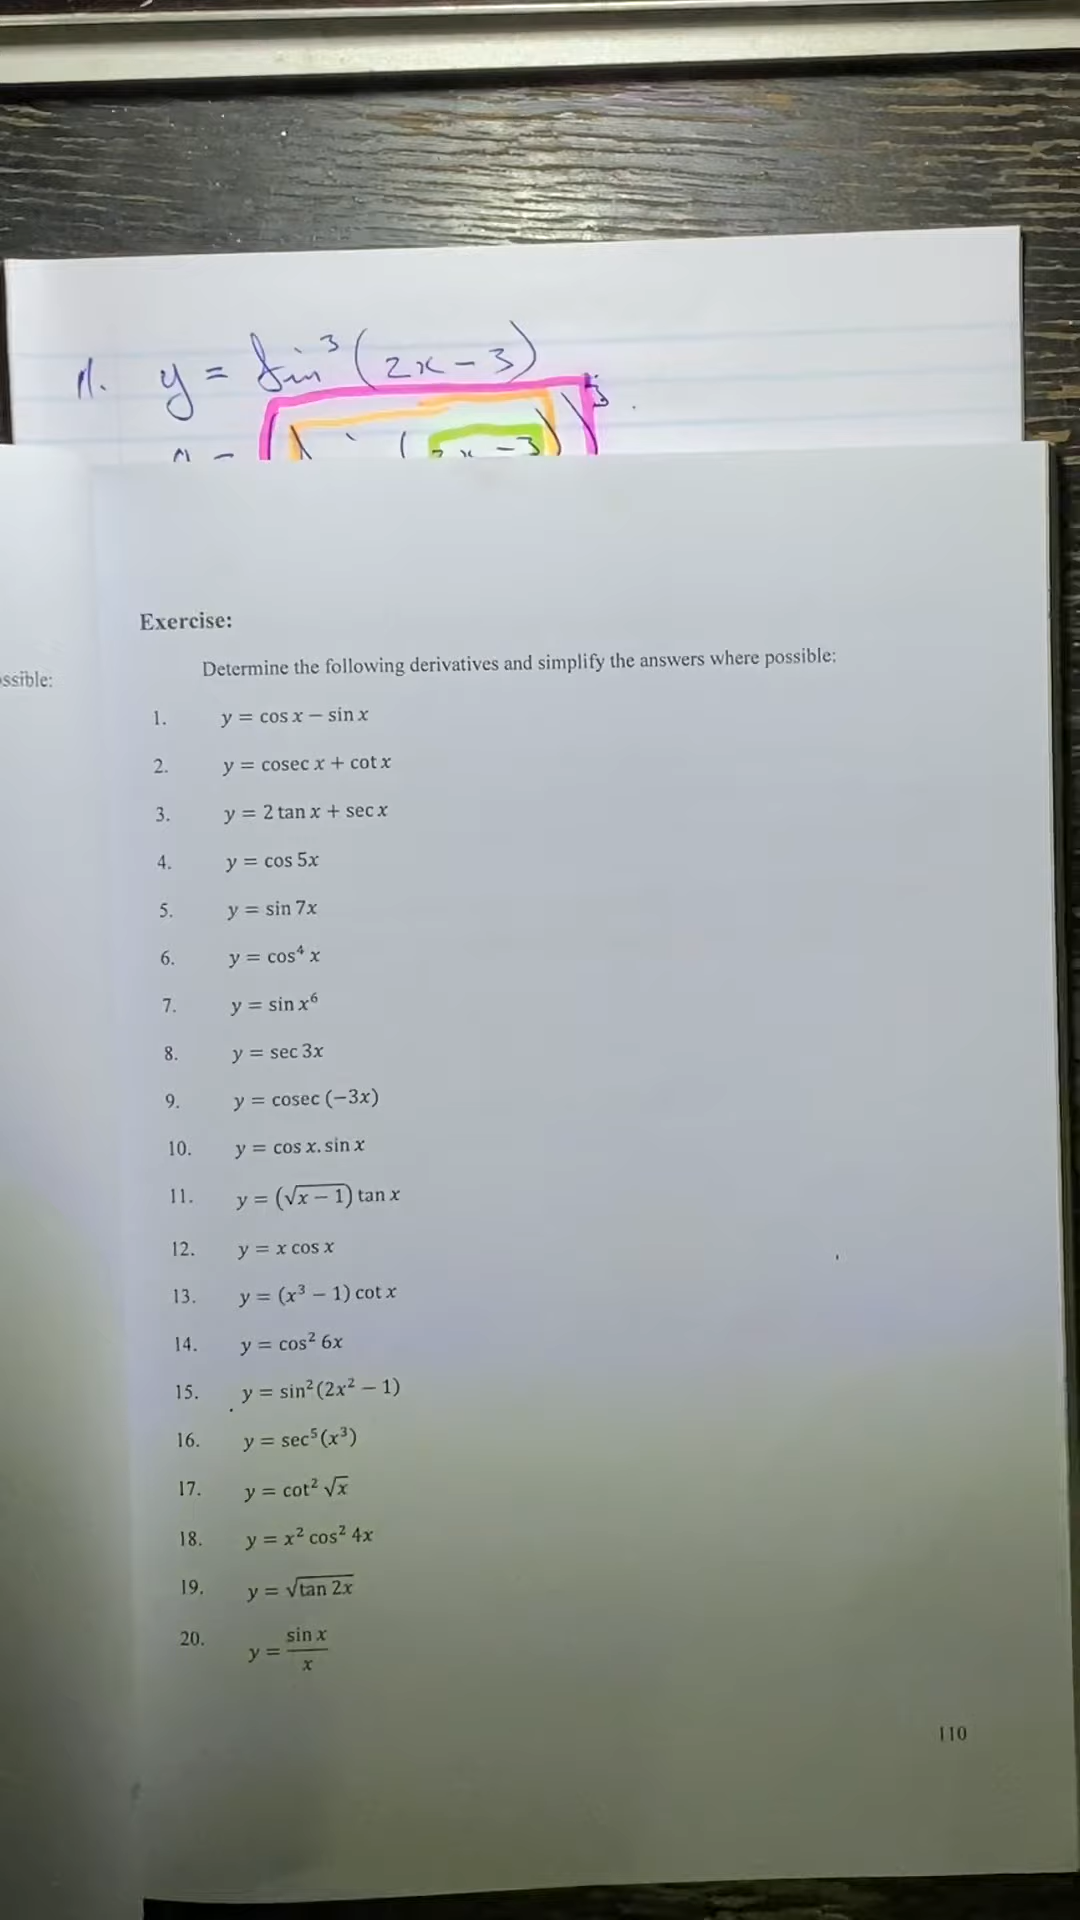 11. y = sin³(2x – 3)
3
( 2x – 3))
ssible:
Exercise:
Determine the following derivatives and simplify the answers where possible:
1. y = cos x − sin x
2. y = cosec x + cot x
3. y = 2 tan x + sec x
4. y = cos 5x
5. y = sin 7x
6. y = cos⁴ x
7. y = sin x⁶
8. y = sec 3x
9. y = cosec (−3x)
10. y = cos x. sin x
11. y = (√(x − 1)) tan x
12. y = x cos x
13. y = (x³ − 1) cot x
14. y = cos² 6x
15. y = sin²(2x² − 1)
16. y = sec⁵(x³)
17. y = cot² √x
18. y = x² cos² 4x
19. y = √(tan 2x)
20. y = sin x / x
110